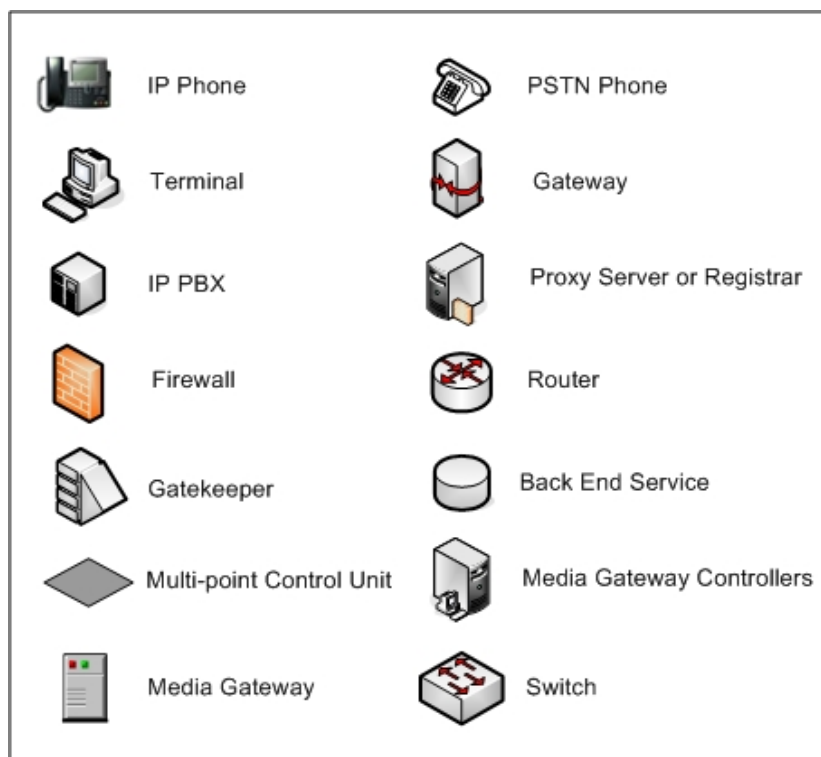 IP Phone
PSTN Phone
Terminal
Gateway
IP PBX
Proxy Server or Registrar
Firewall
Router
Gatekeeper
Back End Service
Multi-point Control Unit
Media Gateway Controllers
Media Gateway
Switch